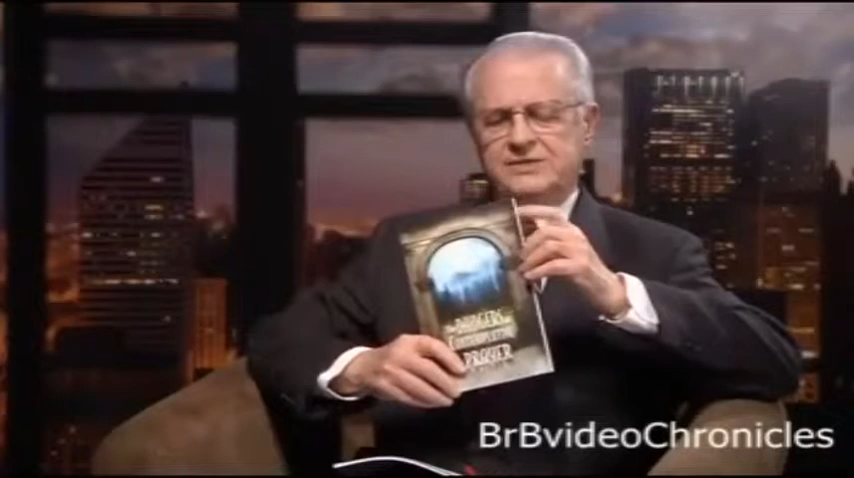 The DANGERS of
CONTEMPLATIVE
PRAYER
BrBvideoChronicles